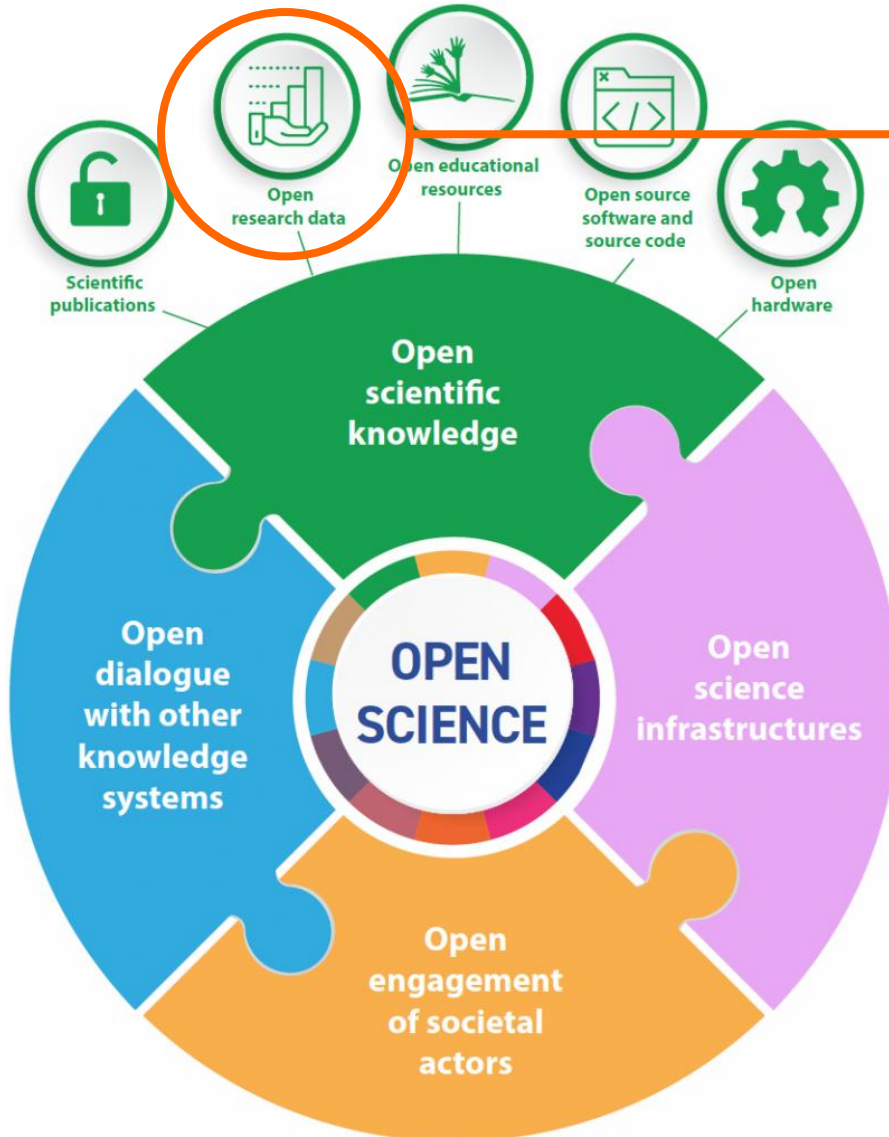 Scientific
publications
Open
research data
Open educational
resources
Open source
software and
source code
Open
hardware
Open
scientific
knowledge
Open
dialogue
with other
knowledge
systems
OPEN
SCIENCE
Open
science
infrastructures
Open
engagement
of societal
actors